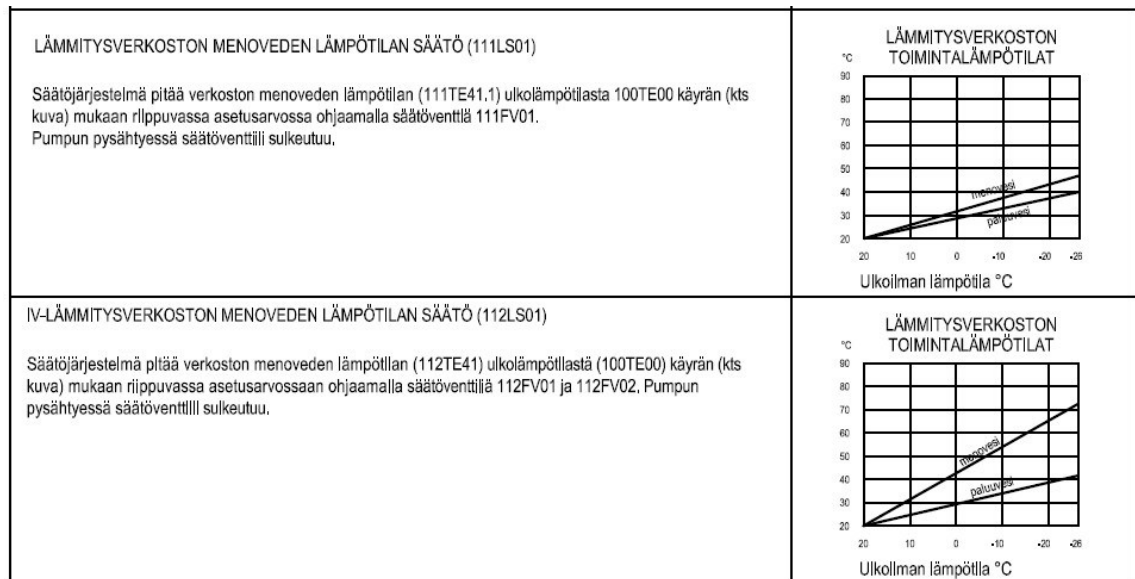 LÄMMITYSVERKOSTON MENOVEDEN LÄMPÖTILAN SÄÄTÖ (111LS01)
Säätöjärjestelmä pitää verkoston menoveden lämpötilan (111TE41.1) ulkolämpötilasta 100TE00 käyrän (kts
kuva) mukaan riippuvassa asetusarvossa ohjaamalla säätöventtiilä 111FV01.
Pumpun pysähtyessä säätöventtiili sulkeutuu.
LÄMMITYSVERKOSTON
TOIMINTALÄMPÖTILAT
°C
90
80
70
60
50
40
30
20
menovesi
paluuvesi
20 10 0 -10 -20 -26
Ulkoilman lämpötila °C
IV-LÄMMITYSVERKOSTON MENOVEDEN LÄMPÖTILAN SÄÄTÖ (112LS01)
Säätöjärjestelmä pitää verkoston menoveden lämpötilan (112TE41) ulkolämpötilastä (100TE00) käyrän (kts
kuva) mukaan riippuvassa asetusarvossaan ohjaamalla säätöventtiiliä 112FV01 ja 112FV02. Pumpun
pysähtyessä säätöventtiili sulkeutuu.
LÄMMITYSVERKOSTON
TOIMINTALÄMPÖTILAT
°C
90
80
70
60
50
40
30
20
menovesi
paluuvesi
20 10 0 -10 -20 -26
Ulkoilman lämpötila °C